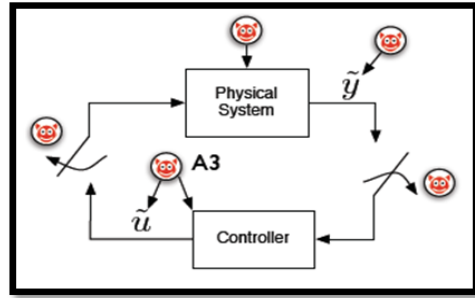 Physical
System
ỹ
A3
ũ
Controller